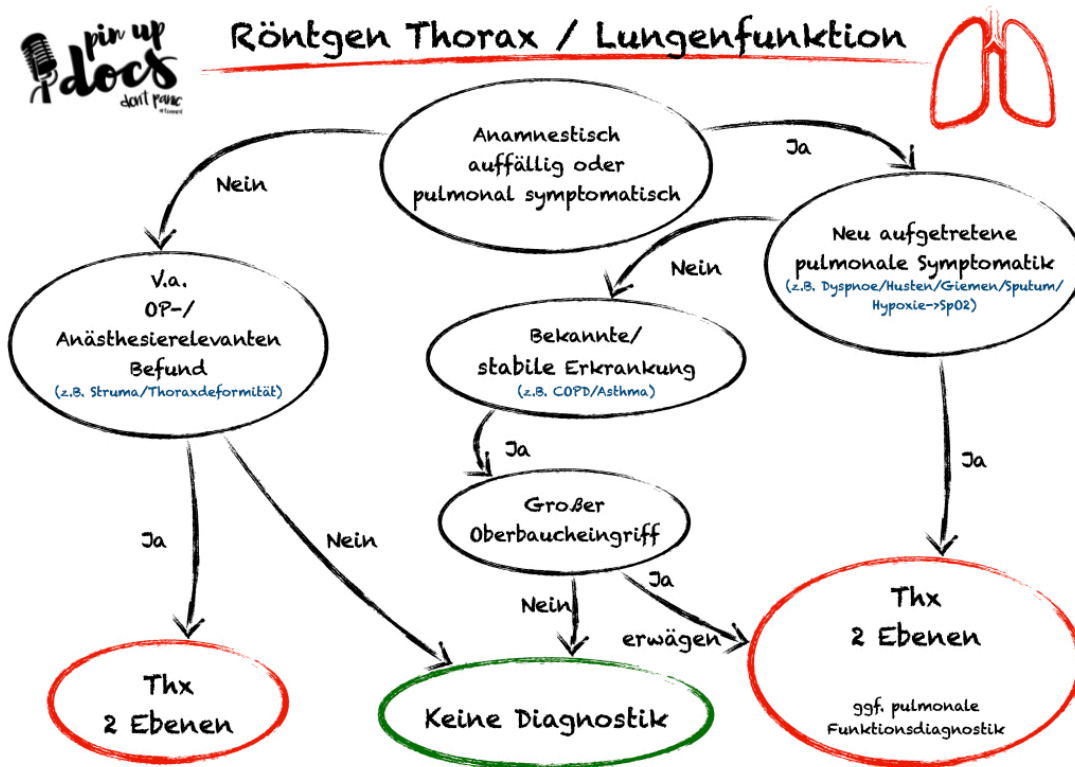 pin up
docs
don't panic
Röntgen Thorax / Lungenfunktion
Anamnestisch
auffällig oder
pulmonal symptomatisch
Nein
Ja
V.a.
OP-/
Anästhesierelevanten
Befund
(z.B. Struma/Thoraxdeformität)
Neu aufgetretene
pulmonale Symptomatik
(z.B. Dyspnoe/Husten/Giemen/Sputum/
Hypoxie->SpO2)
Nein
Bekannte/
stabile Erkrankung
(z.B. COPD/Asthma)
Ja
Ja
Großer
Oberbaucheingriff
Ja
Nein
Nein
Ja
erwägen
Thx
2 Ebenen
Keine Diagnostik
Thx
2 Ebenen
ggf. pulmonale
Funktionsdiagnostik